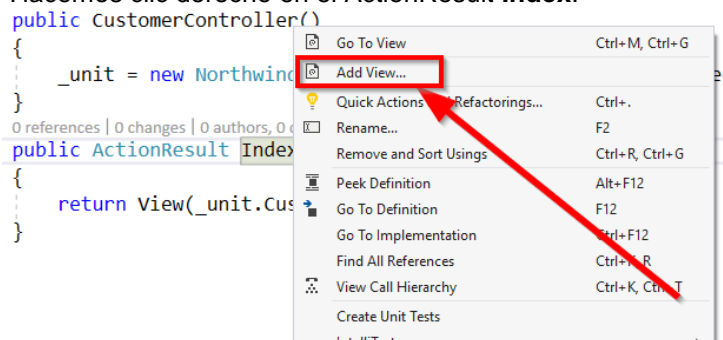 Hacemos clic derecho en el ActionResult Index.
public CustomerController()
{
_unit = new Northwind
}
0 references | 0 changes | 0 authors, 0
public ActionResult Index
{
return View(_unit.Cus
}
Go To View Ctrl+M, Ctrl+G
Add View...
Quick Actions and Refactorings... Ctrl+.
Rename... F2
Remove and Sort Usings Ctrl+R, Ctrl+G
Peek Definition Alt+F12
Go To Definition F12
Go To Implementation Ctrl+F12
Find All References
View Call Hierarchy Ctrl+K, Ctrl+T
Create Unit Tests